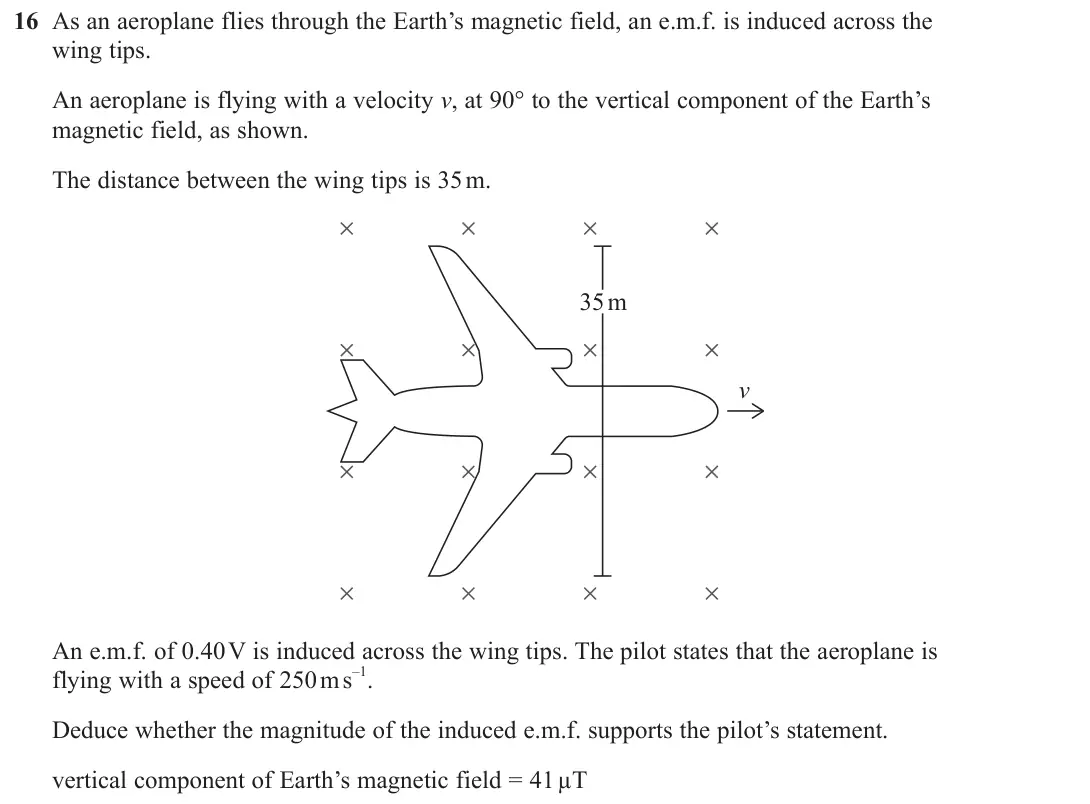 16 As an aeroplane flies through the Earth’s magnetic field, an e.m.f. is induced across the
wing tips.
An aeroplane is flying with a velocity v, at 90° to the vertical component of the Earth’s
magnetic field, as shown.
The distance between the wing tips is 35 m.
35 m
v
An e.m.f. of 0.40 V is induced across the wing tips. The pilot states that the aeroplane is
flying with a speed of 250 m s⁻¹.
Deduce whether the magnitude of the induced e.m.f. supports the pilot’s statement.
vertical component of Earth’s magnetic field = 41 μT